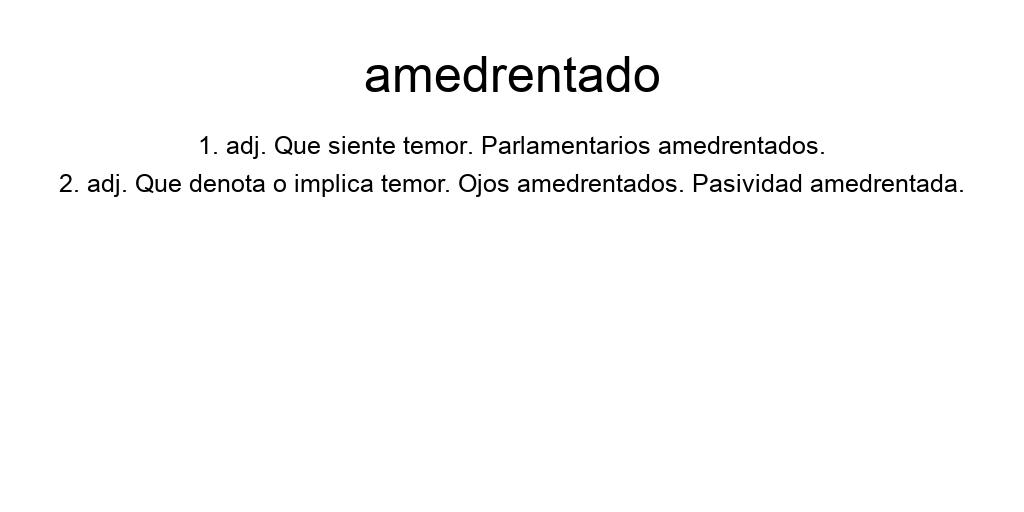 amedrentado
1. adj. Que siente temor. Parlamentarios amedrentados.
2. adj. Que denota o implica temor. Ojos amedrentados. Pasividad amedrentada.